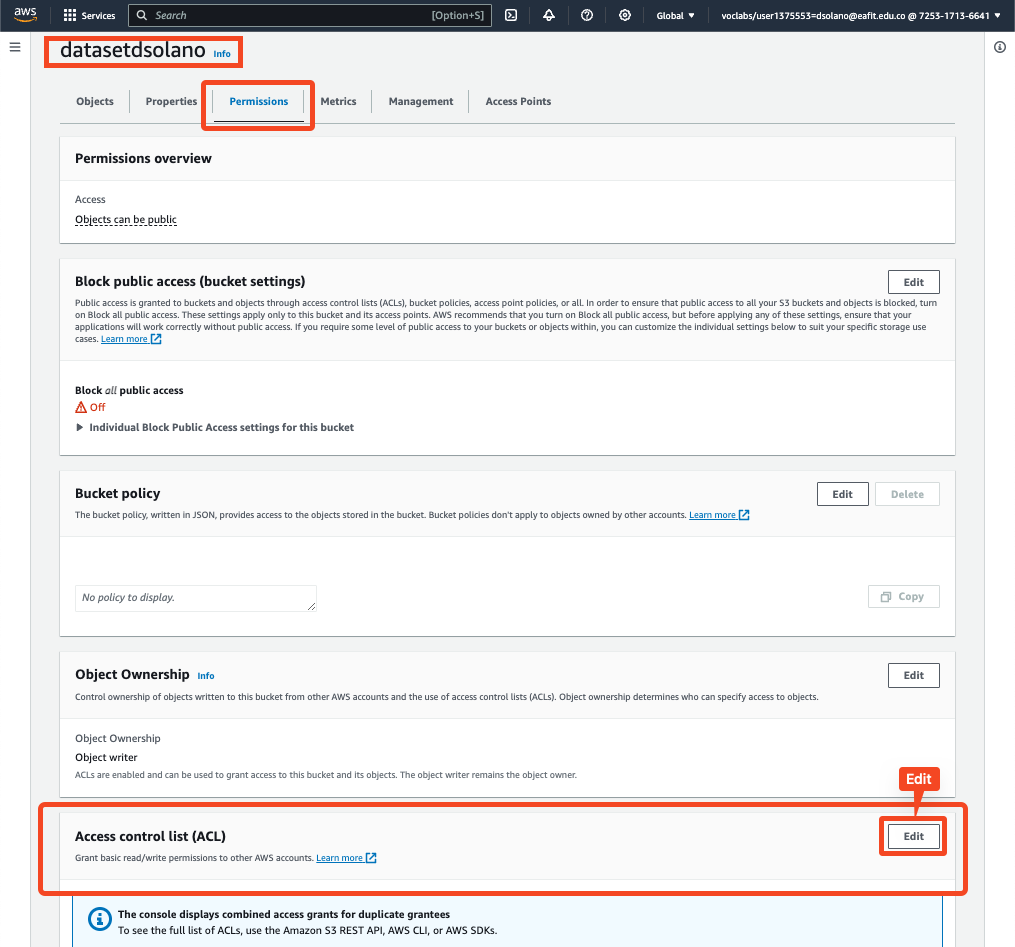 aws Services Search [Option+S] Global voclabs/user1375553=dsolano@eafit.edu.co @ 7253-1713-6641
datasetdsolano Info
Objects Properties Permissions Metrics Management Access Points
Permissions overview
Access
Objects can be public
Block public access (bucket settings) Edit
Public access is granted to buckets and objects through access control lists (ACLs), bucket policies, access point policies, or all. In order to ensure that public access to all your S3 buckets and objects is blocked, turn
on Block all public access. These settings apply only to this bucket and its access points. AWS recommends that you turn on Block all public access, but before applying any of these settings, ensure that your
applications will work correctly without public access. If you require some level of public access to your buckets or objects within, you can customize the individual settings below to suit your specific storage use
cases. Learn more
Block all public access
Off
Individual Block Public Access settings for this bucket
Bucket policy Edit Delete
The bucket policy, written in JSON, provides access to the objects stored in the bucket. Bucket policies don't apply to objects owned by other accounts. Learn more
No policy to display. Copy
Object Ownership Info Edit
Control ownership of objects written to this bucket from other AWS accounts and the use of access control lists (ACLs). Object ownership determines who can specify access to objects.
Object Ownership
Object writer
ACLs are enabled and can be used to grant access to this bucket and its objects. The object writer remains the object owner.
Edit
Access control list (ACL) Edit
Grant basic read/write permissions to other AWS accounts. Learn more
The console displays combined access grants for duplicate grantees
To see the full list of ACLs, use the Amazon S3 REST API, AWS CLI, or AWS SDKs.